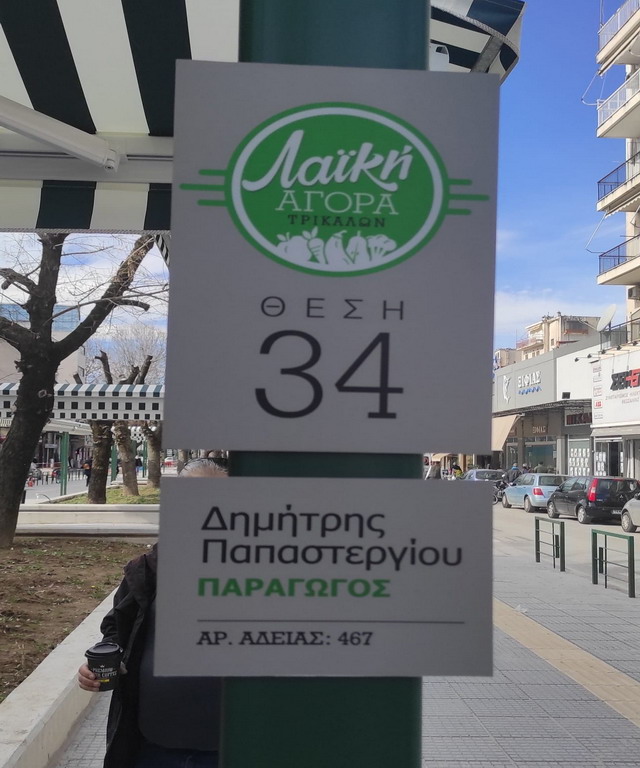 Λαϊκή
ΑΓΟΡΑ
ΤΡΙΚΑΛΩΝ
ΘΕΣΗ
34
Δημήτρης
Παπαστεργίου
ΠΑΡΑΓΩΓΟΣ
ΑΡ. ΑΔΕΙΑΣ: 467